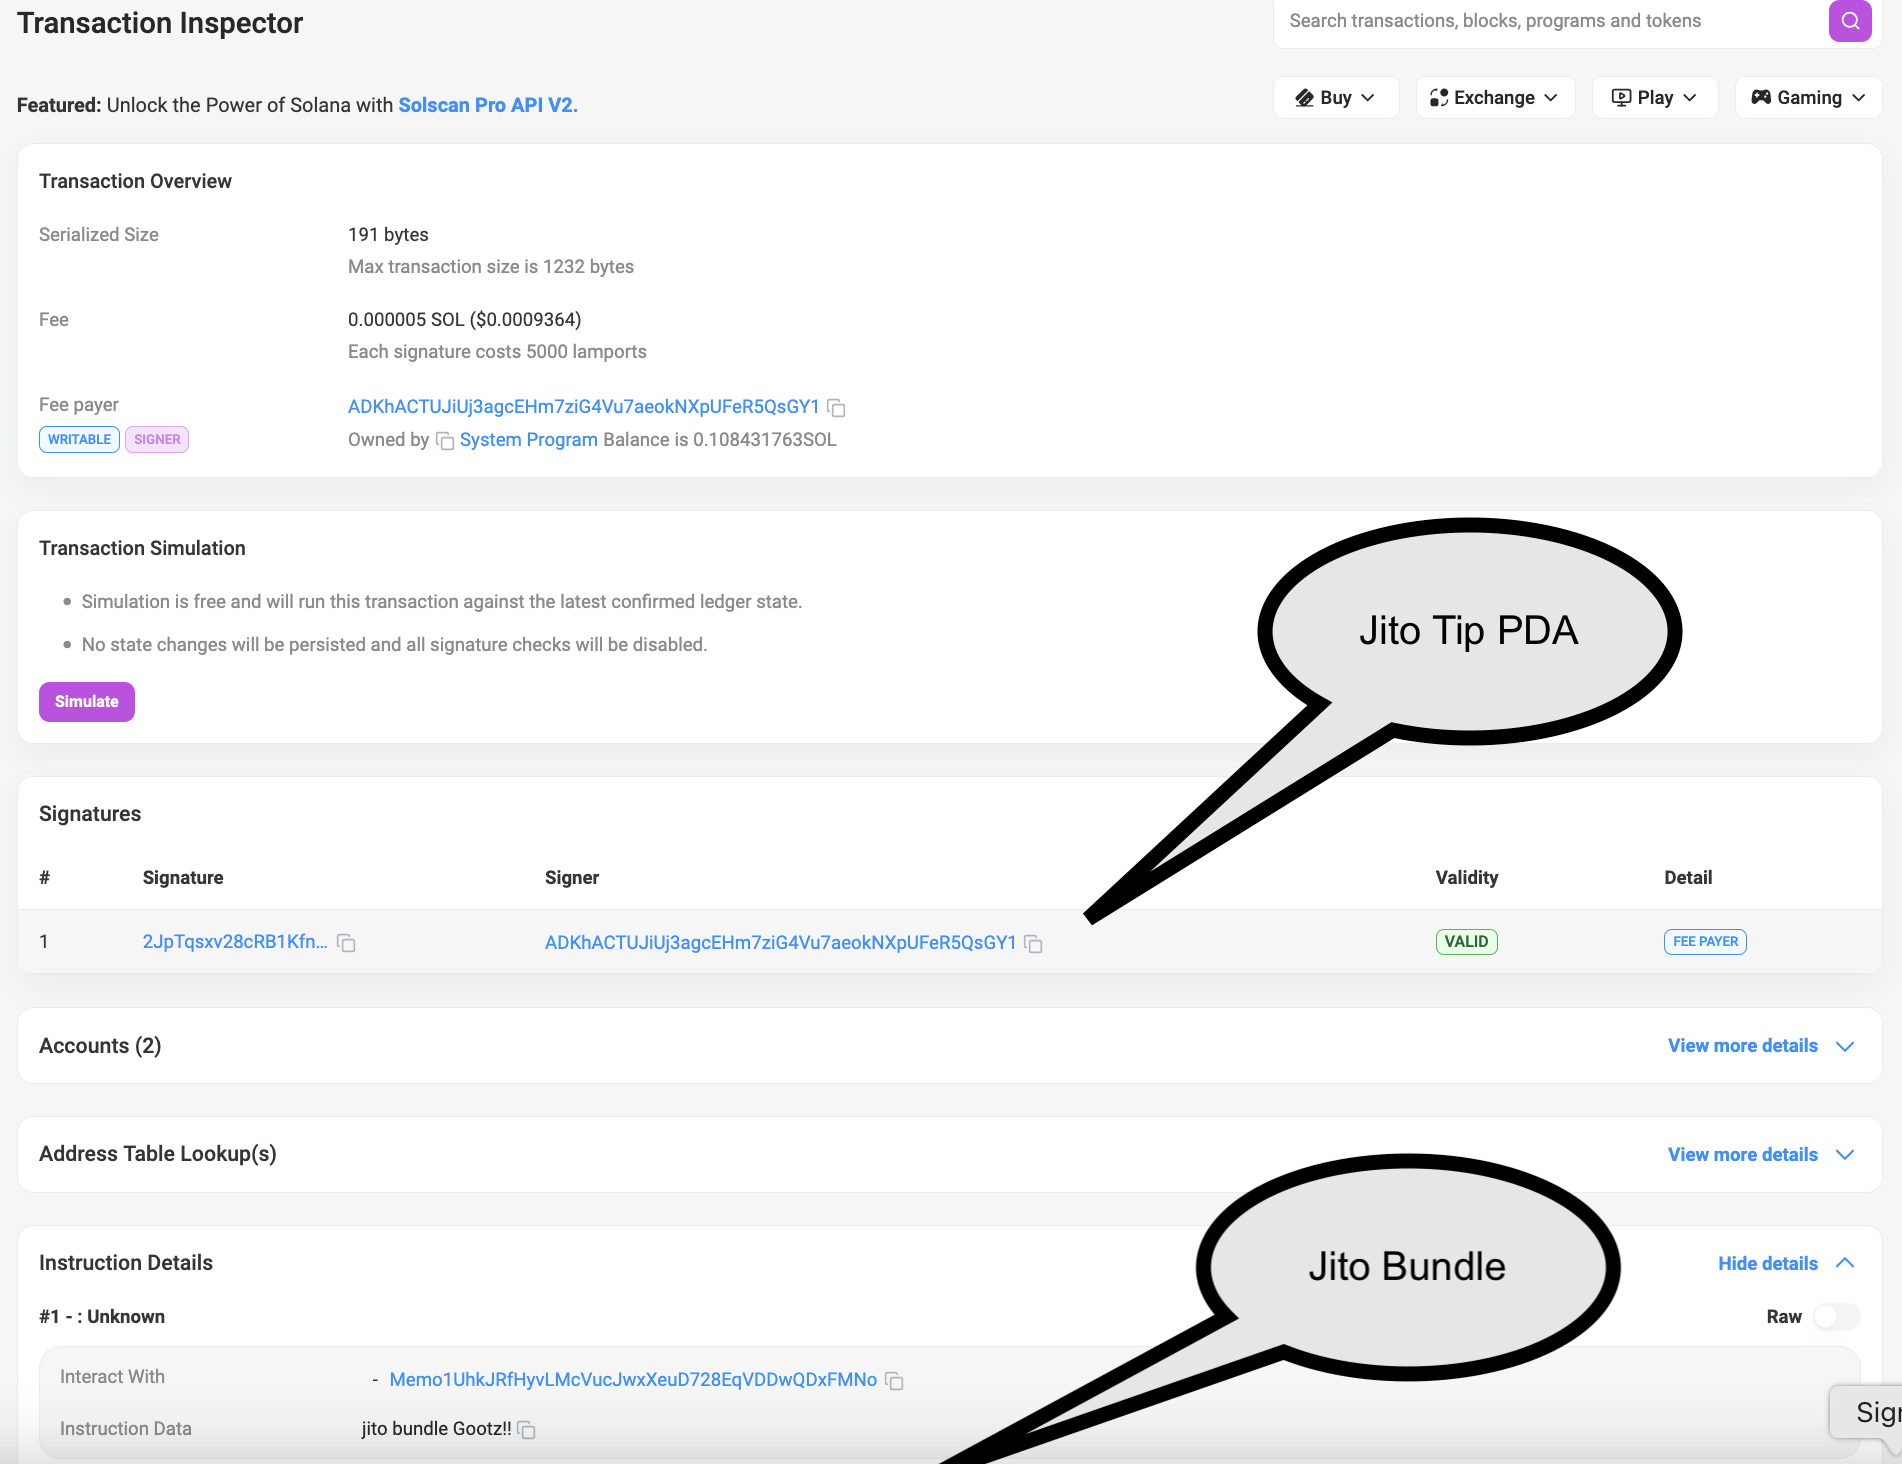 Transaction Inspector
Search transactions, blocks, programs and tokens
Featured: Unlock the Power of Solana with Solscan Pro API V2.
Buy
Exchange
Play
Gaming
Transaction Overview
Serialized Size
191 bytes
Max transaction size is 1232 bytes
Fee
0.000005 SOL ($0.0009364)
Each signature costs 5000 lamports
Fee payer
ADKhACTUJiUj3agcEHm7ziG4Vu7aeokNXpUFeR5QsGY1
WRITABLE SIGNER
Owned by System Program Balance is 0.108431763SOL
Transaction Simulation
Simulation is free and will run this transaction against the latest confirmed ledger state.
No state changes will be persisted and all signature checks will be disabled.
Simulate
Jito Tip PDA
Signatures
# Signature Signer Validity Detail
1 2JpTqsxv28cRB1Kfn... ADKhACTUJiUj3agcEHm7ziG4Vu7aeokNXpUFeR5QsGY1 VALID FEE PAYER
Accounts (2)
View more details
Address Table Lookup(s)
View more details
Jito Bundle
Instruction Details
Hide details
#1 - : Unknown
Raw
Interact With
- Memo1UhkJRfHyvLMcVucJwxXeuD728EqVDDwQDxFMNo
Instruction Data
jito bundle Gootz!!